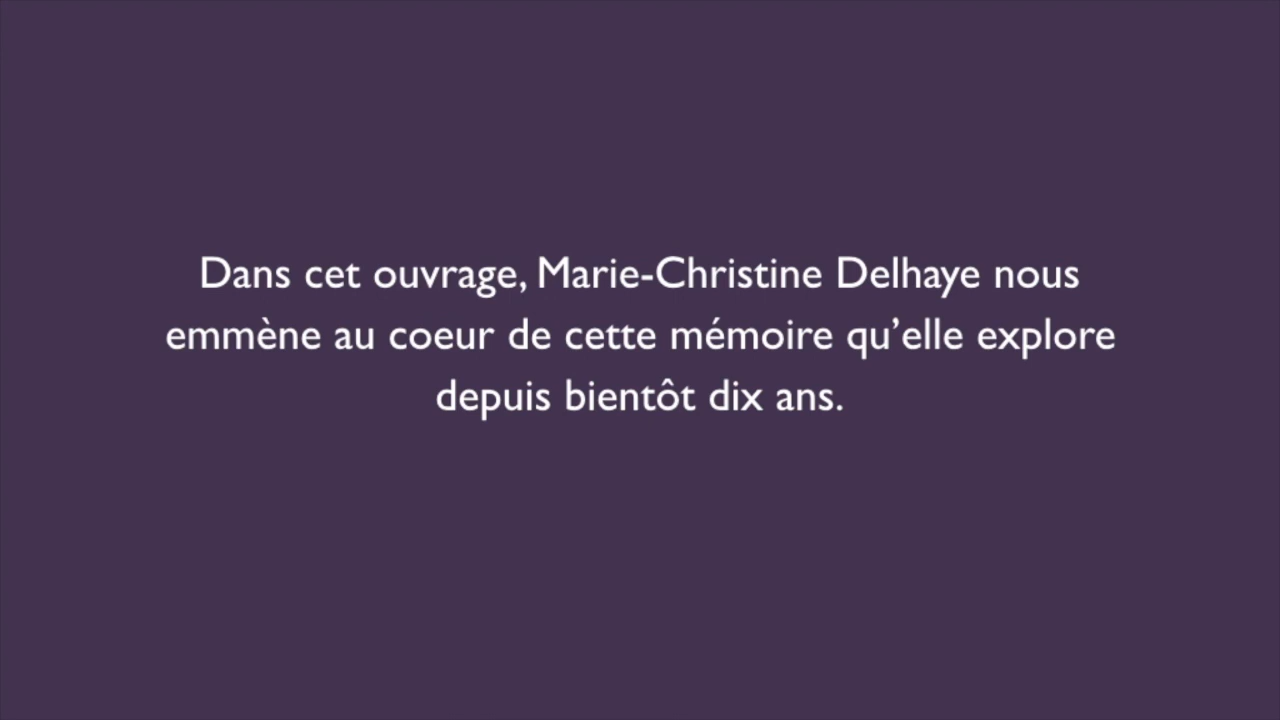 Dans cet ouvrage, Marie-Christine Delhaye nous
emmène au coeur de cette mémoire qu’elle explore
depuis bientôt dix ans.